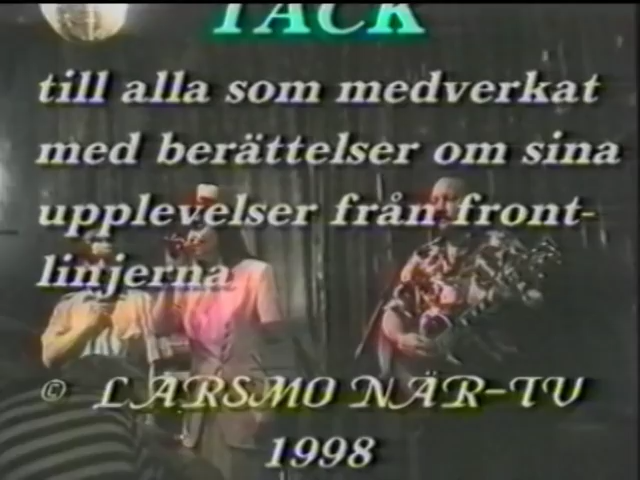 TACK
till alla som medverkat
med berättelser om sina
upplevelser från front-
linjerna
© LARSMO NÄR-TV
1998